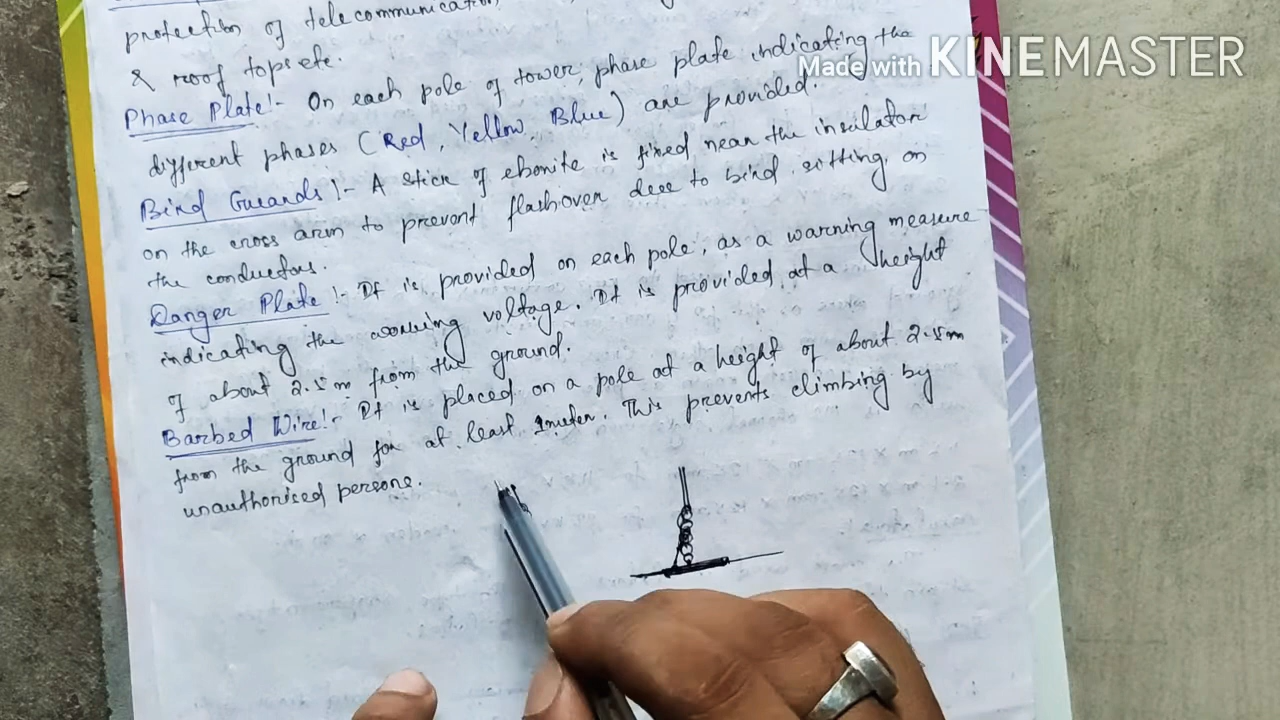 Made with KINEMASTER
protection of telecommunication
& roof tops etc.
Phase Plate :- On each pole of tower, phase plate indicating the
different phases (Red, Yellow, Blue) are provided.
Bird Guards :- A stick of ebonite is fixed near the insulator
on the cross arm to prevent flashover due to bird sitting on
the conductors.
Danger Plate :- It is provided on each pole, as a warning measure
indicating the working voltage. It is provided at a height
of about 2.5m from the ground.
Barbed Wire :- It is placed on a pole at a height of about 2.5m
from the ground for at least 1 meter. This prevents climbing by
unauthorised persons.